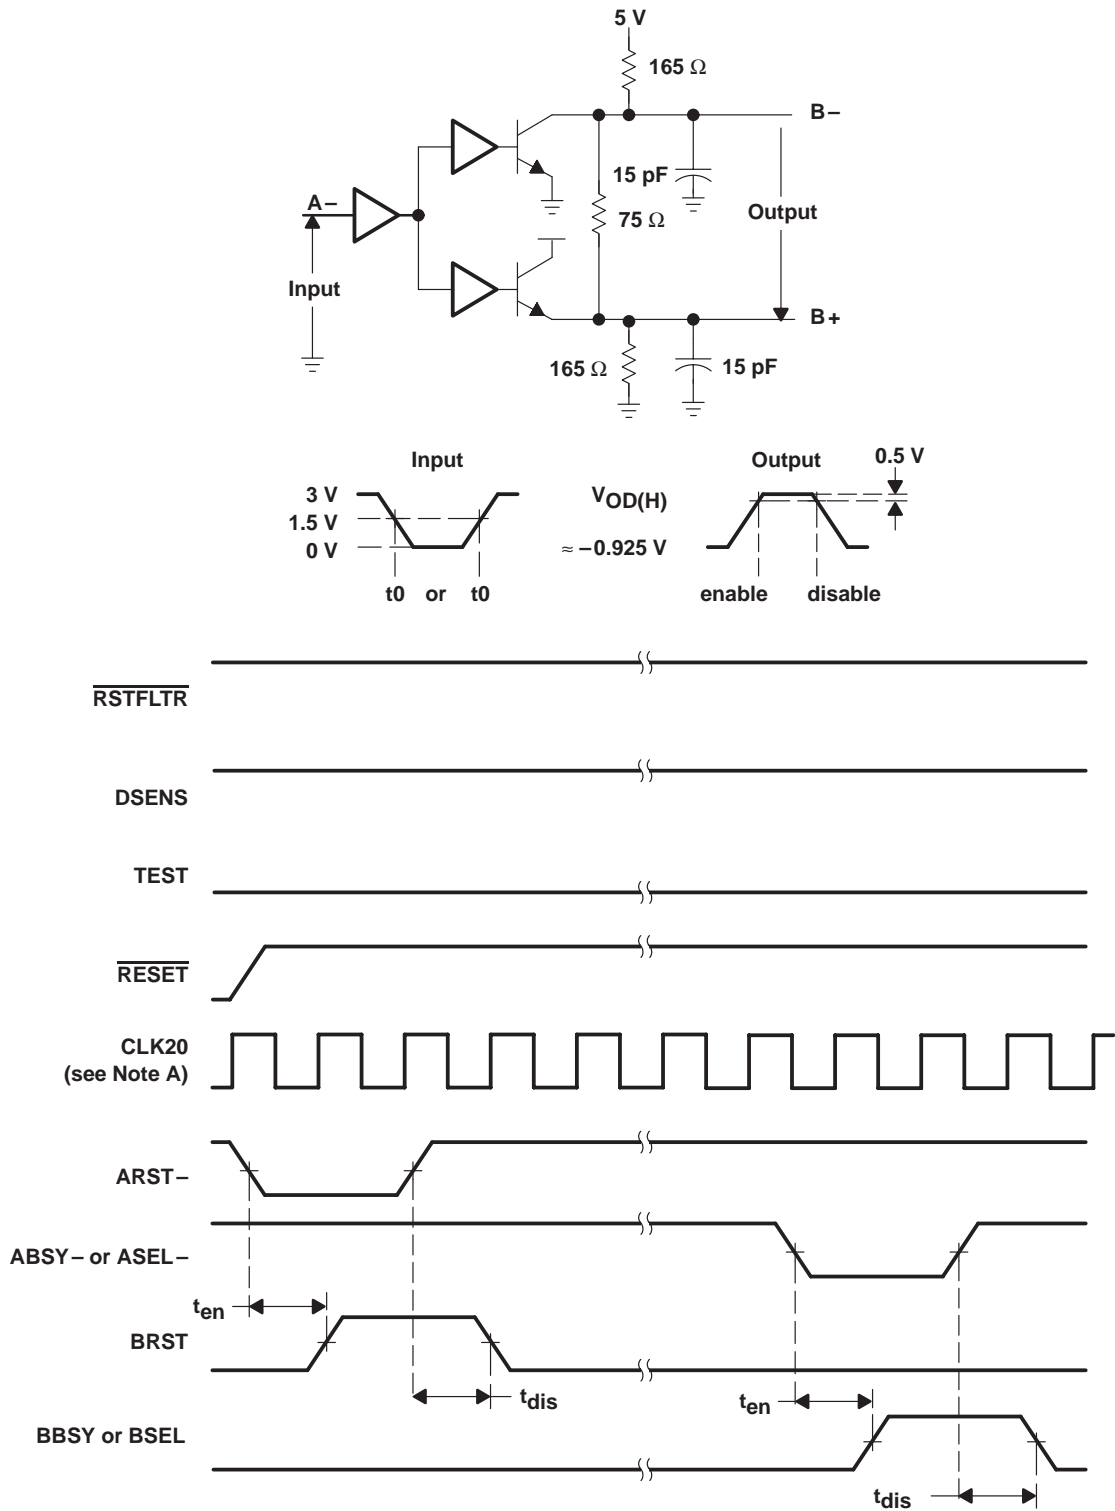 5 V
165 Ω
B–
A–
15 pF
75 Ω
Output
Input
B+
165 Ω
15 pF
Input
Output
0.5 V
3 V
1.5 V
0 V
VOD(H)
≈ –0.925 V
t0 or t0
enable disable
RSTFLTR
DSENS
TEST
RESET
CLK20
(see Note A)
ARST–
ABSY– or ASEL–
ten
BRST
tdis
ten
BBSY or BSEL
tdis